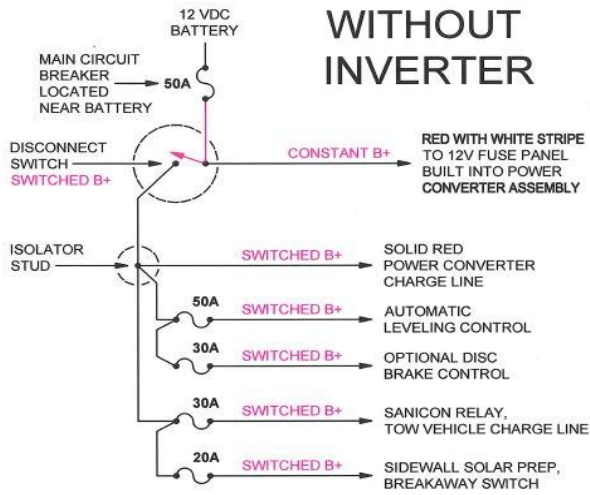 12 VDC
BATTERY
WITHOUT
INVERTER
MAIN CIRCUIT
BREAKER
LOCATED
NEAR BATTERY
50A
DISCONNECT
SWITCH
SWITCHED B+
CONSTANT B+
RED WITH WHITE STRIPE
TO 12V FUSE PANEL
BUILT INTO POWER
CONVERTER ASSEMBLY
ISOLATOR
STUD
SWITCHED B+
SOLID RED
POWER CONVERTER
CHARGE LINE
50A
SWITCHED B+
AUTOMATIC
LEVELING CONTROL
30A
SWITCHED B+
OPTIONAL DISC
BRAKE CONTROL
30A
SWITCHED B+
SANICON RELAY,
TOW VEHICLE CHARGE LINE
20A
SWITCHED B+
SIDEWALL SOLAR PREP,
BREAKAWAY SWITCH